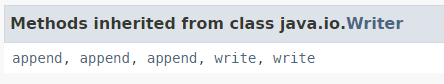 Methods inherited from class java.io.Writer
append, append, append, write, write